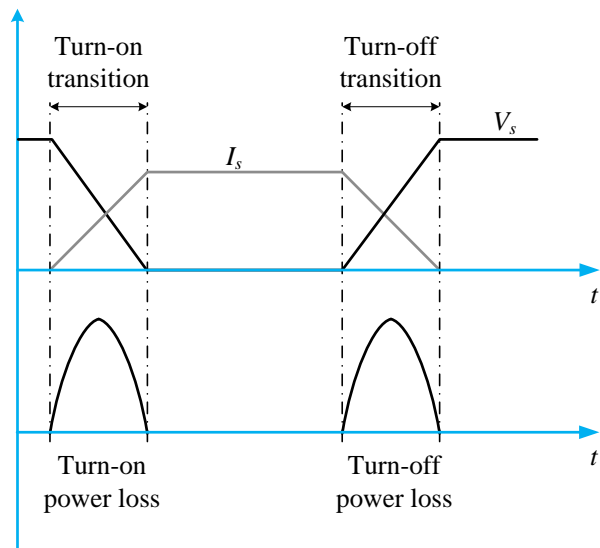 Turn-on
transition
Turn-off
transition
V_s
I_s
t
t
Turn-on
power loss
Turn-off
power loss